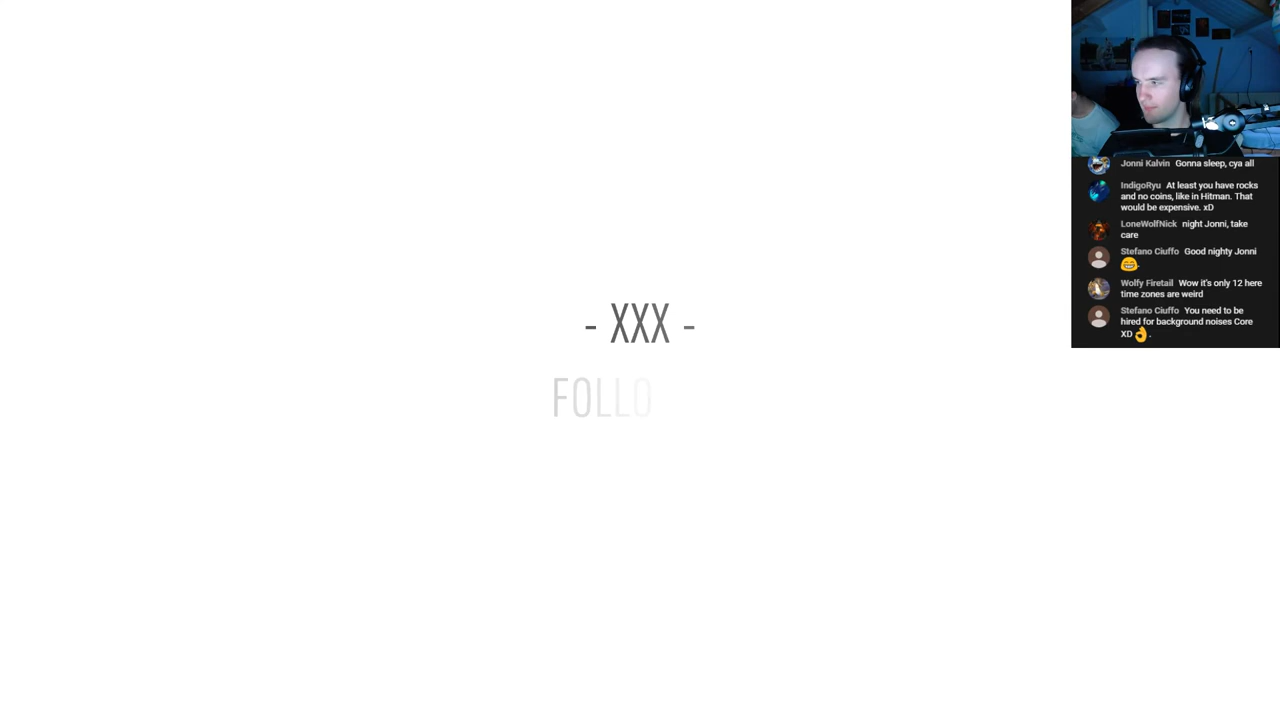 - XXX -
FOLLO
Jonni Kalvin Gonna sleep, cya all
IndigoRyu At least you have rocks
and no coins, like in Hitman. That
would be expensive. xD
LoneWolfNick night Jonni, take
care
Stefano Ciuffo Good nighty Jonni
😁.
Wolfy Firetail Wow it's only 12 here
time zones are weird
Stefano Ciuffo You need to be
hired for background noises Core
XD👌.